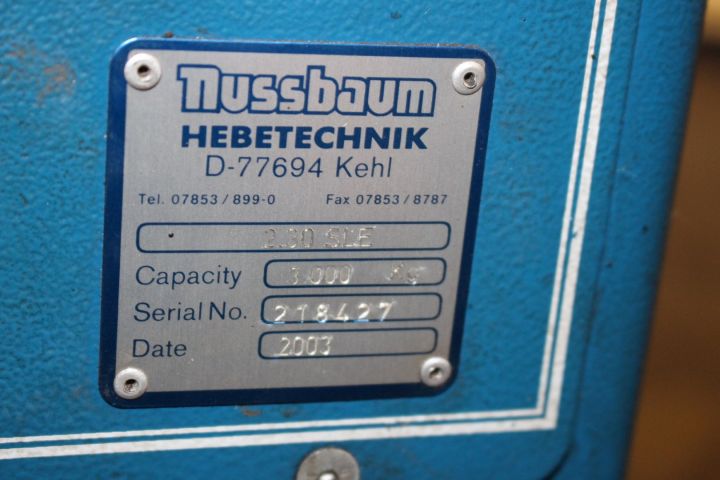 nussbaum
HEBETECHNIK
D-77694 Kehl
Tel. 07853/899-0 Fax 07853/8787
2.30 SLE
Capacity 3.000 KG
Serial No. 218427
Date 2003